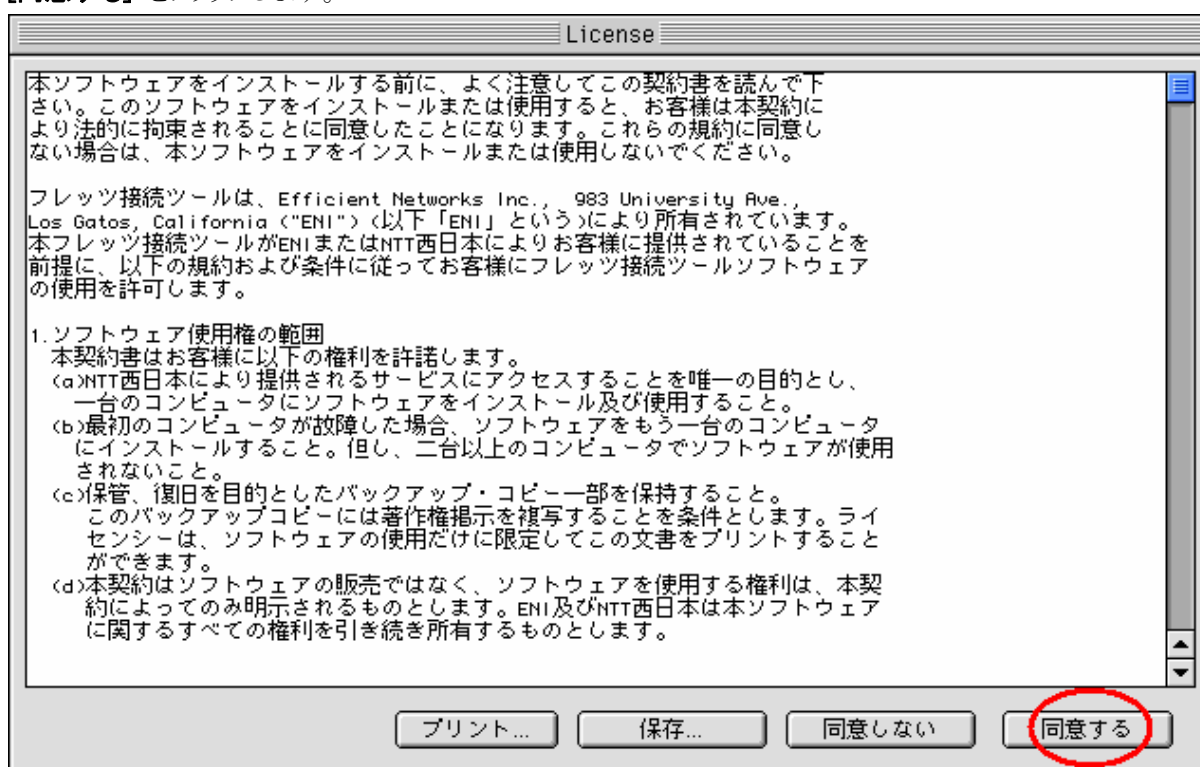 License
本ソフトウェアをインストールする前に、よく注意してこの契約書を読んで下
さい。このソフトウェアをインストールまたは使用すると、お客様は本契約に
より法的に拘束されることに同意したことになります。これらの規約に同意し
ない場合は、本ソフトウェアをインストールまたは使用しないでください。
フレッツ接続ツールは、Efficient Networks Inc., 983 University Ave.,
Los Gatos, California ("ENI") (以下「ENI」という)により所有されています。
本フレッツ接続ツールがENIまたはNTT西日本によりお客様に提供されていることを
前提に、以下の規約および条件に従ってお客様にフレッツ接続ツールソフトウェア
の使用を許可します。
1.ソフトウェア使用権の範囲
本契約書はお客様に以下の権利を許諾します。
(a)NTT西日本により提供されるサービスにアクセスすることを唯一の目的とし、
一台のコンピュータにソフトウェアをインストール及び使用すること。
(b)最初のコンピュータが故障した場合、ソフトウェアをもう一台のコンピュータ
にインストールすること。但し、二台以上のコンピュータでソフトウェアが使用
されないこと。
(c)保管、復旧を目的としたバックアップ・コピー一部を保持すること。
このバックアップコピーには著作権掲示を複写することを条件とします。ライ
センシーは、ソフトウェアの使用だけに限定してこの文書をプリントすること
ができます。
(d)本契約はソフトウェアの販売ではなく、ソフトウェアを使用する権利は、本契
約によってのみ明示されるものとします。ENI及びNTT西日本は本ソフトウェア
に関するすべての権利を引き続き所有するものとします。
プリント... 保存... 同意しない 同意する